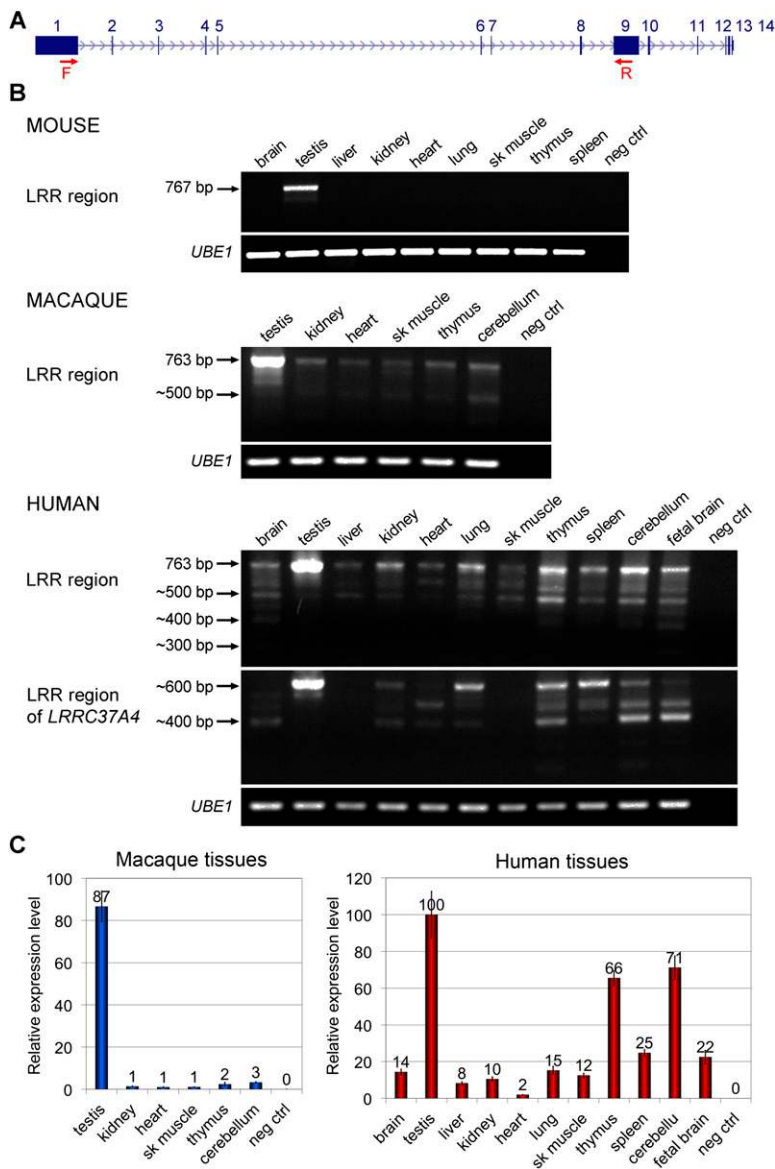 A
1 2 3 4 5 6 7 8 9 10 11 12 13 14
F R
B
MOUSE
brain testis liver kidney heart lung sk muscle thymus spleen neg ctrl
LRR region 767 bp
UBE1
MACAQUE
testis kidney heart sk muscle thymus cerebellum neg ctrl
LRR region 763 bp
~500 bp
UBE1
HUMAN
brain testis liver kidney heart lung sk muscle thymus spleen cerebellum fetal brain neg ctrl
763 bp
LRR region ~500 bp
~400 bp
~300 bp
LRR region ~600 bp
of LRRC37A4 ~400 bp
UBE1
C
Macaque tissues
Relative expression level
100
80
60
40
20
0
87 1 1 1 2 3 0
testis kidney heart sk muscle thymus cerebellum neg ctrl
Human tissues
Relative expression level
120
100
80
60
40
20
0
14 100 8 10 2 15 12 66 25 71 22 0
brain testis liver kidney heart lung sk muscle thymus spleen cerebellu fetal brain neg ctrl